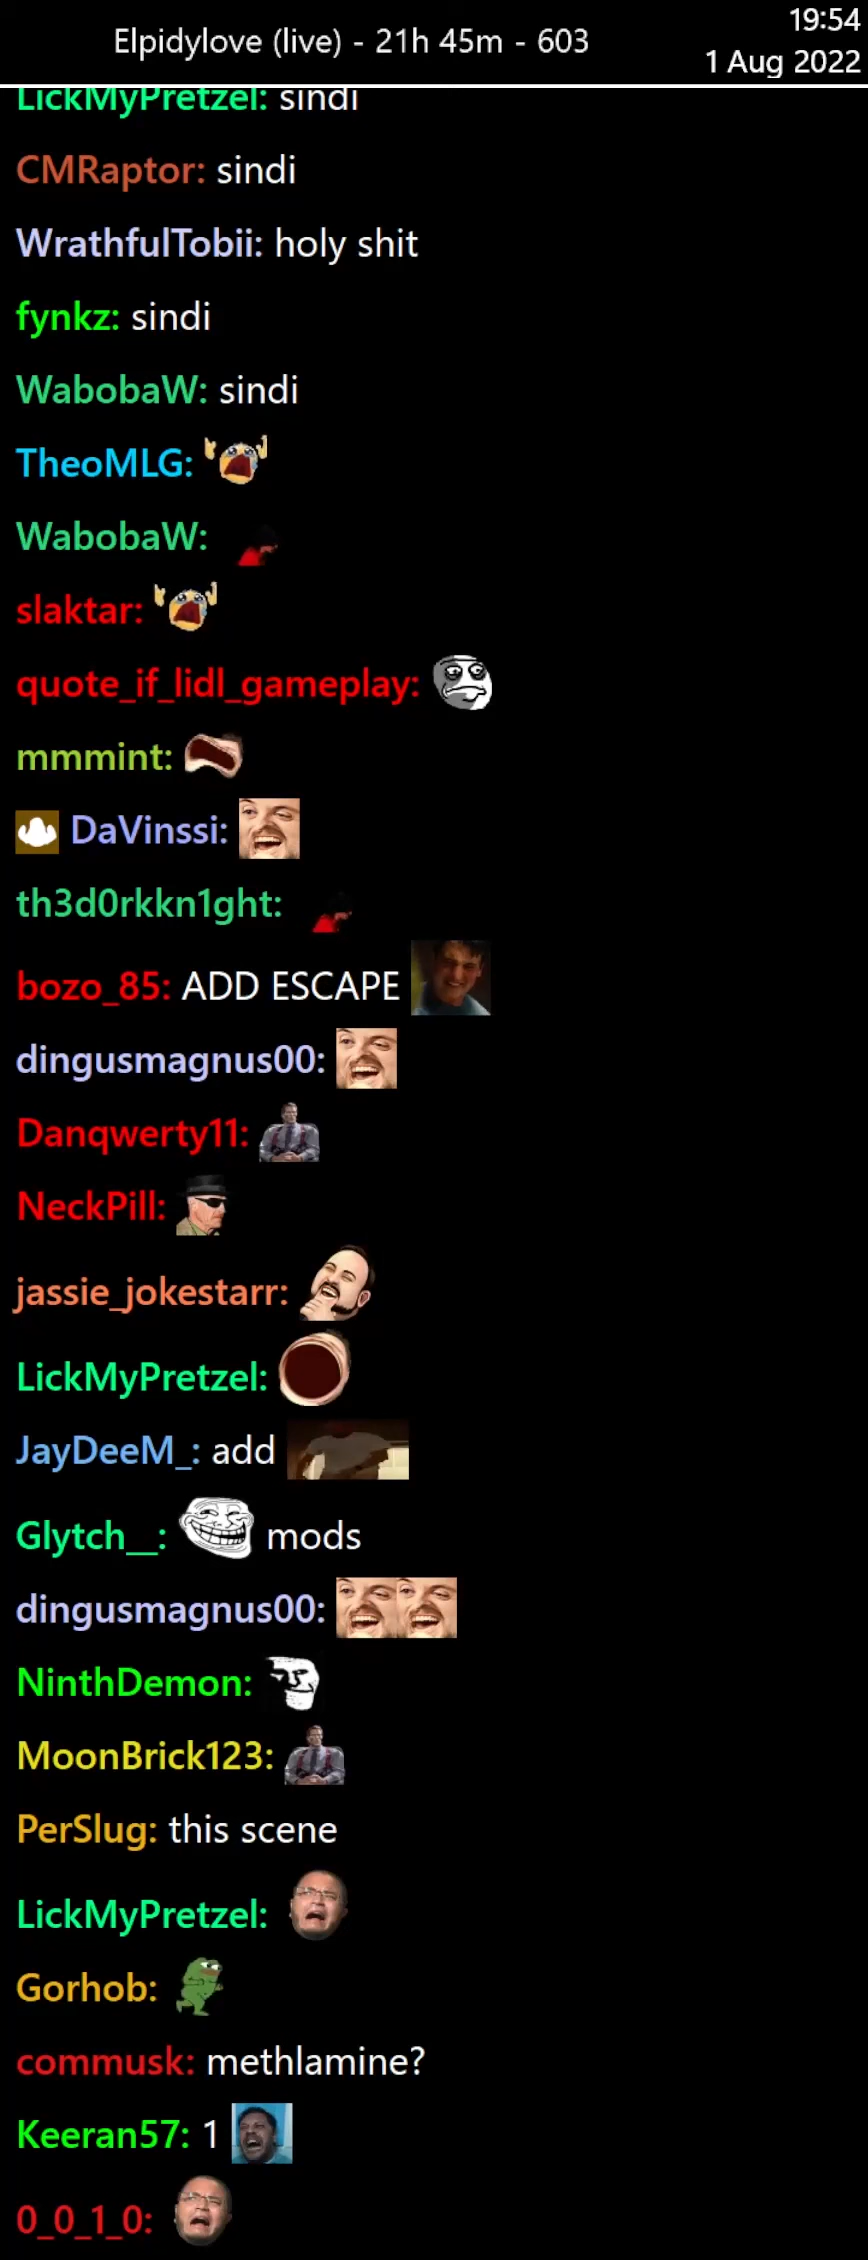 Elpidylove (live) - 21h 45m - 603
19:54
1 Aug 2022
LickMyPretzel: sindi
CMRaptor: sindi
WrathfulTobii: holy shit
fynkz: sindi
WabobaW: sindi
TheoMLG:
WabobaW:
slaktar:
quote_if_lidl_gameplay:
mmmint:
DaVinssi:
th3d0rkkn1ght:
bozo_85: ADD ESCAPE
dingusmagnus00:
Danqwerty11:
NeckPill:
jassie_jokestarr:
LickMyPretzel:
JayDeeM_: add
Glytch__: mods
dingusmagnus00:
NinthDemon:
MoonBrick123:
PerSlug: this scene
LickMyPretzel:
Gorhob:
commusk: methlamine?
Keeran57: 1
0_0_1_0: